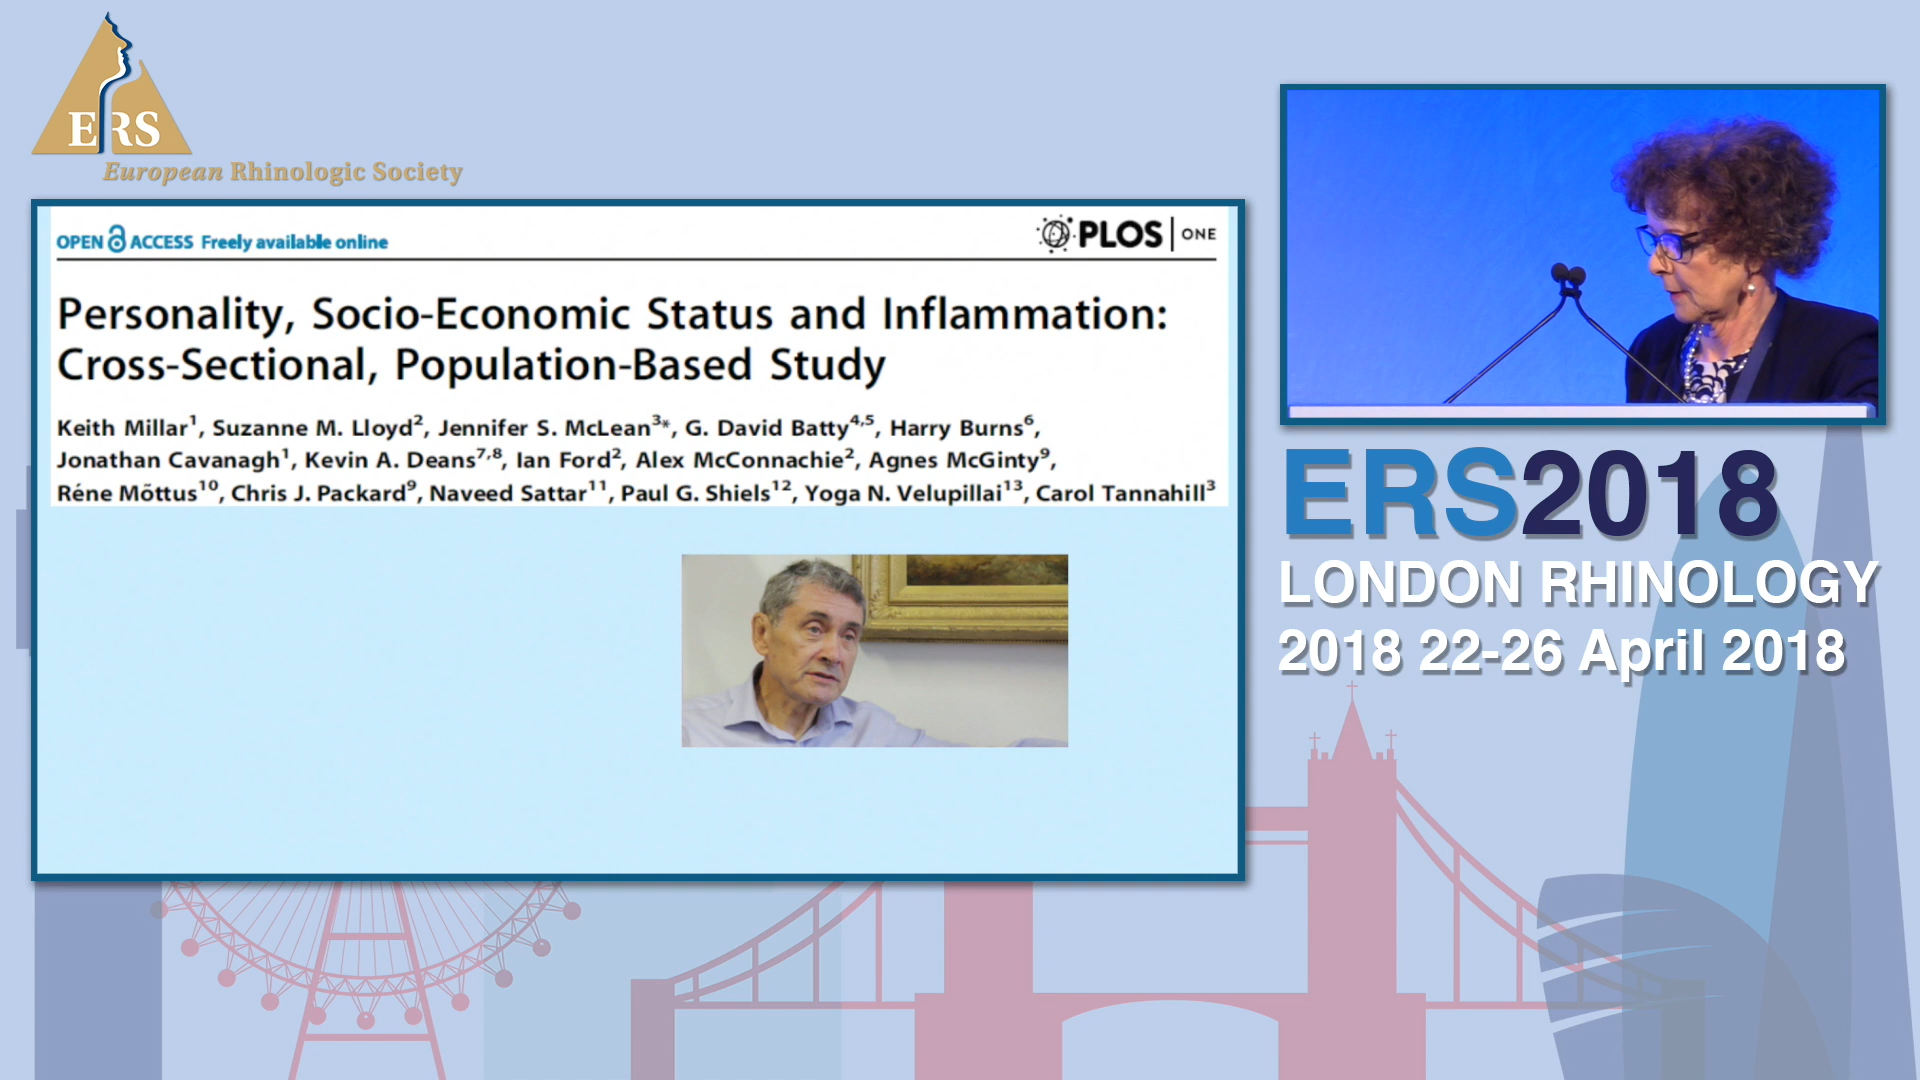 ERS
European Rhinologic Society
OPEN ACCESS Freely available online
PLOS ONE
Personality, Socio-Economic Status and Inflammation:
Cross-Sectional, Population-Based Study
Keith Millar1, Suzanne M. Lloyd2, Jennifer S. McLean3*, G. David Batty4,5, Harry Burns6,
Jonathan Cavanagh1, Kevin A. Deans7,8, Ian Ford2, Alex McConnachie2, Agnes McGinty9,
Réne Mõttus10, Chris J. Packard9, Naveed Sattar11, Paul G. Shiels12, Yoga N. Velupillai13, Carol Tannahill3
ERS2018
LONDON RHINOLOGY
2018 22-26 April 2018